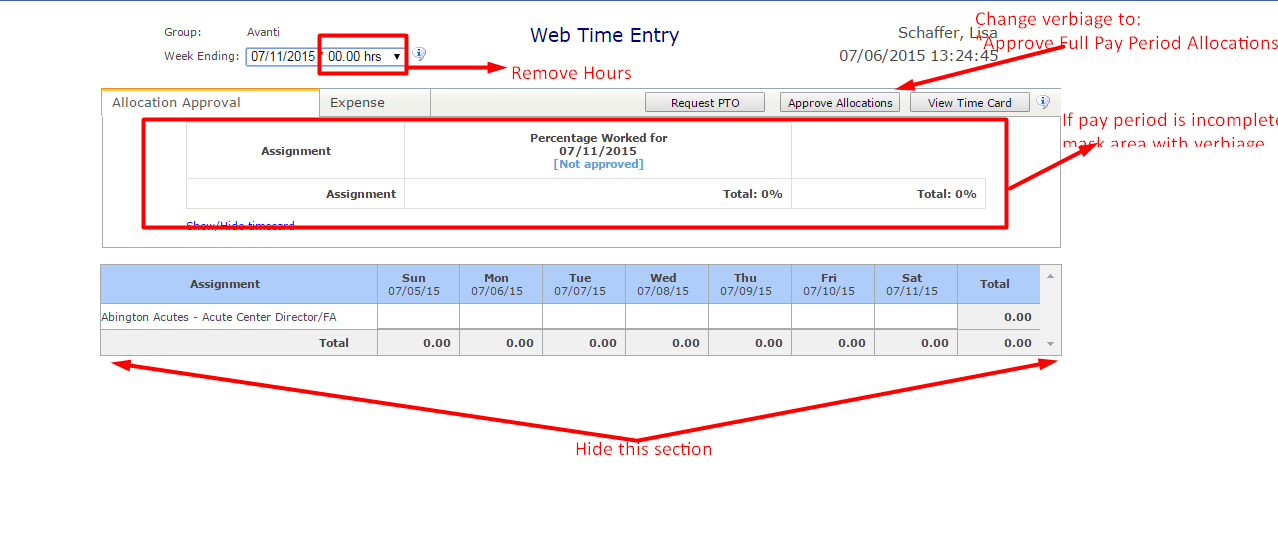 Change verbiage to:
Group: Avanti
Web Time Entry
Schaffer, Lisa
"Approve Full Pay Period Allocations
Week Ending: 07/11/2015 * 00.00 hrs
07/06/2015 13:24:45
Remove Hours
Allocation Approval Expense Request PTO Approve Allocations View Time Card
If pay period is incomplete
mask area with verbiage
Assignment
Percentage Worked for
07/11/2015
[Not approved]
Assignment Total: 0% Total: 0%
Show/Hide timecard
Assignment Sun Mon Tue Wed Thu Fri Sat Total
07/05/15 07/06/15 07/07/15 07/08/15 07/09/15 07/10/15 07/11/15
Abington Acutes - Acute Center Director/FA 0.00
Total 0.00 0.00 0.00 0.00 0.00 0.00 0.00 0.00
Hide this section